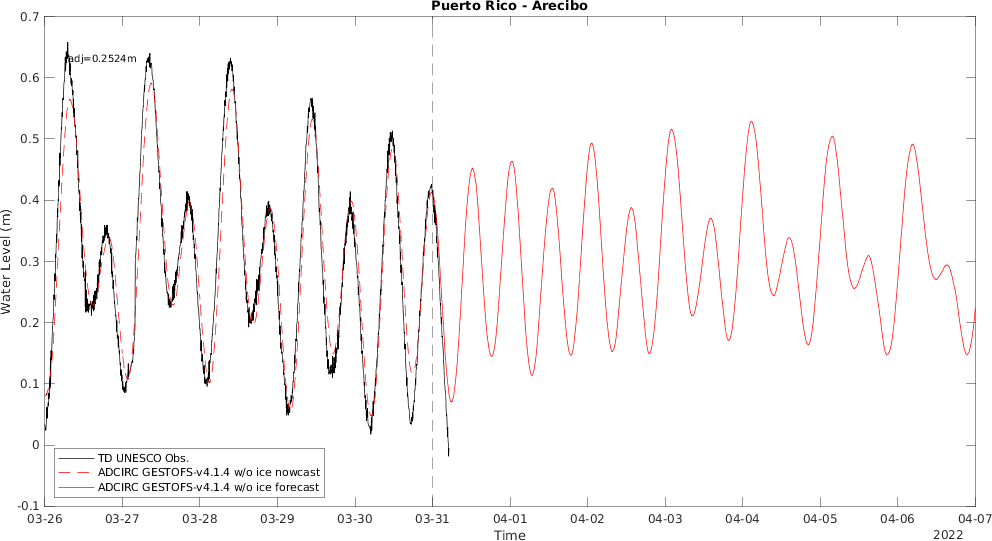 Puerto Rico - Arecibo
adj=0.2524m
Water Level (m)
0.7
0.6
0.5
0.4
0.3
0.2
0.1
0
-0.1
TD UNESCO Obs.
ADCIRC GESTOFS-v4.1.4 w/o ice nowcast
ADCIRC GESTOFS-v4.1.4 w/o ice forecast
03-26 03-27 03-28 03-29 03-30 03-31 04-01 04-02 04-03 04-04 04-05 04-06 04-07
Time
2022